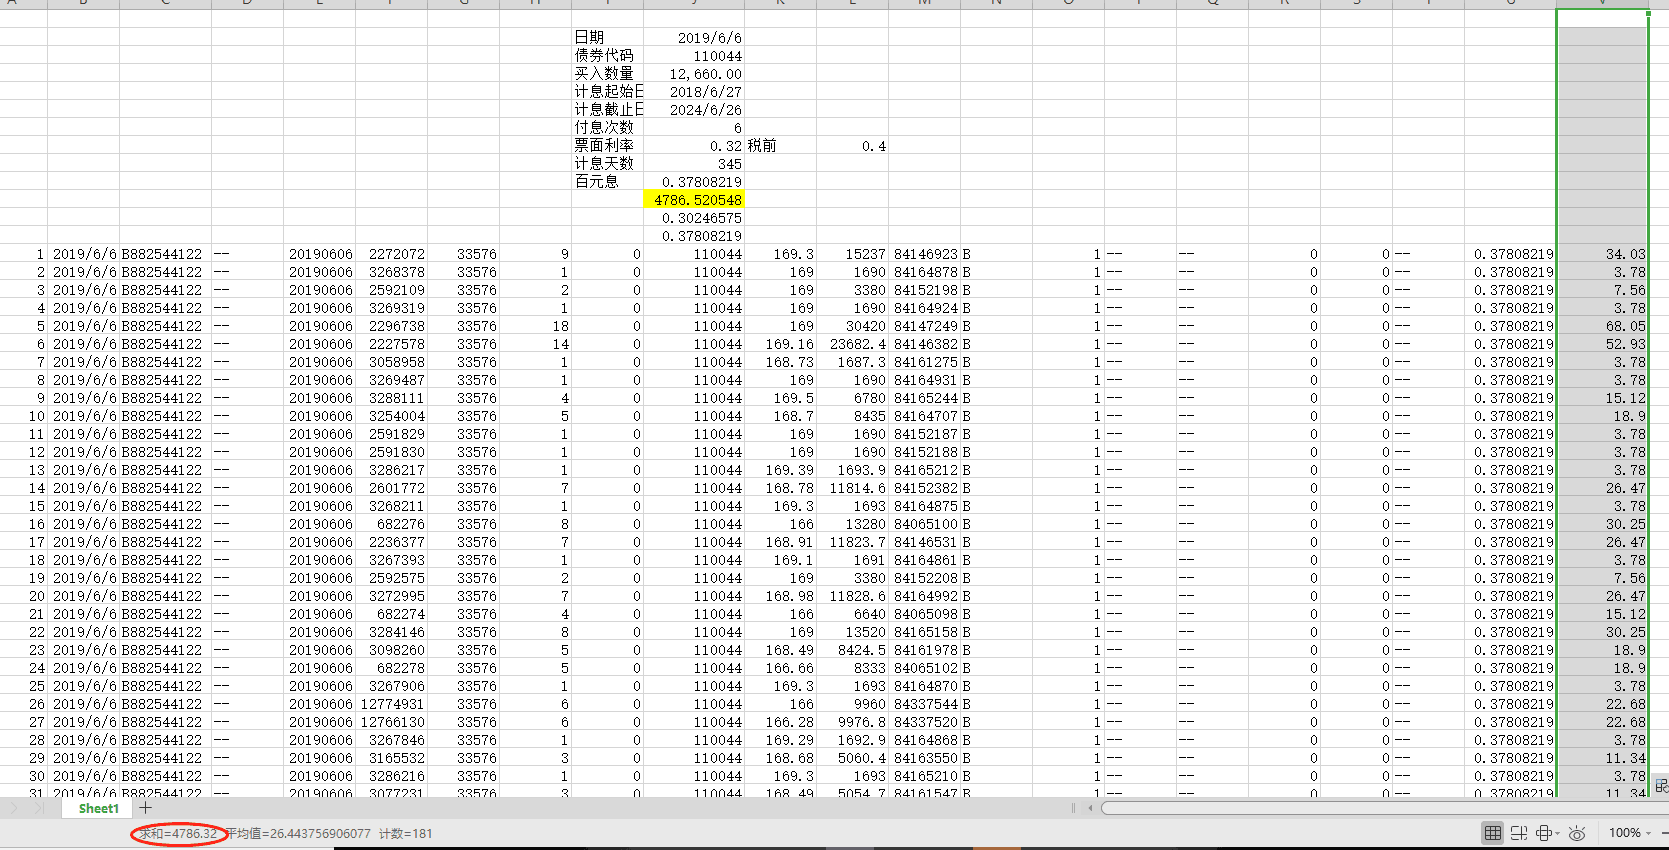 日期 2019/6/6
债券代码 110044
买入数量 12,660.00
计息起始日 2018/6/27
计息截止日 2024/6/26
付息次数 6
票面利率 0.32 税前 0.4
计息天数 345
百元息 0.37808219
4786.520548
0.30246575
0.37808219
1 2019/6/6 B882544122 -- 20190606 2272072 33576 9 0 110044 169.3 15237 84146923 B 1 -- -- 0 0 -- 0.37808219 34.03
2 2019/6/6 B882544122 -- 20190606 3268378 33576 1 0 110044 169 1690 84164878 B 1 -- -- 0 0 -- 0.37808219 3.78
3 2019/6/6 B882544122 -- 20190606 2592109 33576 2 0 110044 169 3380 84152198 B 1 -- -- 0 0 -- 0.37808219 7.56
4 2019/6/6 B882544122 -- 20190606 3269319 33576 1 0 110044 169 1690 84164924 B 1 -- -- 0 0 -- 0.37808219 3.78
5 2019/6/6 B882544122 -- 20190606 2296738 33576 18 0 110044 169 30420 84147249 B 1 -- -- 0 0 -- 0.37808219 68.05
6 2019/6/6 B882544122 -- 20190606 2227578 33576 14 0 110044 169.16 23682.4 84146382 B 1 -- -- 0 0 -- 0.37808219 52.93
7 2019/6/6 B882544122 -- 20190606 3058958 33576 1 0 110044 168.73 1687.3 84161275 B 1 -- -- 0 0 -- 0.37808219 3.78
8 2019/6/6 B882544122 -- 20190606 3269487 33576 1 0 110044 169 1690 84164931 B 1 -- -- 0 0 -- 0.37808219 3.78
9 2019/6/6 B882544122 -- 20190606 3288111 33576 4 0 110044 169.5 6780 84165244 B 1 -- -- 0 0 -- 0.37808219 15.12
10 2019/6/6 B882544122 -- 20190606 3254004 33576 5 0 110044 168.7 8435 84164707 B 1 -- -- 0 0 -- 0.37808219 18.9
11 2019/6/6 B882544122 -- 20190606 2591829 33576 1 0 110044 169 1690 84152187 B 1 -- -- 0 0 -- 0.37808219 3.78
12 2019/6/6 B882544122 -- 20190606 2591830 33576 1 0 110044 169 1690 84152188 B 1 -- -- 0 0 -- 0.37808219 3.78
13 2019/6/6 B882544122 -- 20190606 3286217 33576 1 0 110044 169.39 1693.9 84165212 B 1 -- -- 0 0 -- 0.37808219 3.78
14 2019/6/6 B882544122 -- 20190606 2601772 33576 7 0 110044 168.78 11814.6 84152382 B 1 -- -- 0 0 -- 0.37808219 26.47
15 2019/6/6 B882544122 -- 20190606 3268211 33576 1 0 110044 169.3 1693 84164875 B 1 -- -- 0 0 -- 0.37808219 3.78
16 2019/6/6 B882544122 -- 20190606 682276 33576 8 0 110044 166 13280 84065100 B 1 -- -- 0 0 -- 0.37808219 30.25
17 2019/6/6 B882544122 -- 20190606 2236377 33576 7 0 110044 168.91 11823.7 84146531 B 1 -- -- 0 0 -- 0.37808219 26.47
18 2019/6/6 B882544122 -- 20190606 3267393 33576 1 0 110044 169.1 1691 84164861 B 1 -- -- 0 0 -- 0.37808219 3.78
19 2019/6/6 B882544122 -- 20190606 2592575 33576 2 0 110044 169 3380 84152208 B 1 -- -- 0 0 -- 0.37808219 7.56
20 2019/6/6 B882544122 -- 20190606 3272995 33576 7 0 110044 168.98 11828.6 84164992 B 1 -- -- 0 0 -- 0.37808219 26.47
21 2019/6/6 B882544122 -- 20190606 682274 33576 4 0 110044 166 6640 84065098 B 1 -- -- 0 0 -- 0.37808219 15.12
22 2019/6/6 B882544122 -- 20190606 3284146 33576 8 0 110044 169 13520 84165158 B 1 -- -- 0 0 -- 0.37808219 30.25
23 2019/6/6 B882544122 -- 20190606 3098260 33576 5 0 110044 168.49 8424.5 84161978 B 1 -- -- 0 0 -- 0.37808219 18.9
24 2019/6/6 B882544122 -- 20190606 682278 33576 5 0 110044 166.66 8333 84065102 B 1 -- -- 0 0 -- 0.37808219 18.9
25 2019/6/6 B882544122 -- 20190606 3267906 33576 1 0 110044 169.3 1693 84164870 B 1 -- -- 0 0 -- 0.37808219 3.78
26 2019/6/6 B882544122 -- 20190606 12774931 33576 6 0 110044 166 9960 84337544 B 1 -- -- 0 0 -- 0.37808219 22.68
27 2019/6/6 B882544122 -- 20190606 12766130 33576 6 0 110044 166.28 9976.8 84337520 B 1 -- -- 0 0 -- 0.37808219 22.68
28 2019/6/6 B882544122 -- 20190606 3267846 33576 1 0 110044 169.29 1692.9 84164868 B 1 -- -- 0 0 -- 0.37808219 3.78
29 2019/6/6 B882544122 -- 20190606 3165532 33576 3 0 110044 168.68 5060.4 84163550 B 1 -- -- 0 0 -- 0.37808219 11.34
30 2019/6/6 B882544122 -- 20190606 3286216 33576 1 0 110044 169.3 1693 84165210 B 1 -- -- 0 0 -- 0.37808219 3.78
31 2019/6/6 B882544122 -- 20190606 3077231 33576 3 0 110044 168.49 5054.7 84161547 B 1 -- -- 0 0 -- 0.37808219 11.34
Sheet1
求和=4786.32 平均值=26.443756906077 计数=181
100%